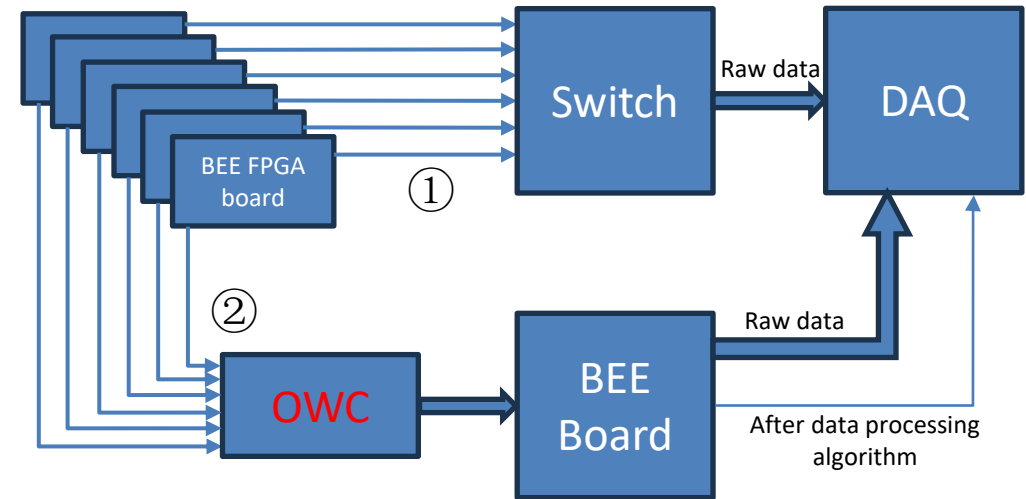 Raw data
Switch
DAQ
BEE FPGA
board
①
②
Raw data
OWC
BEE
Board
After data processing
algorithm